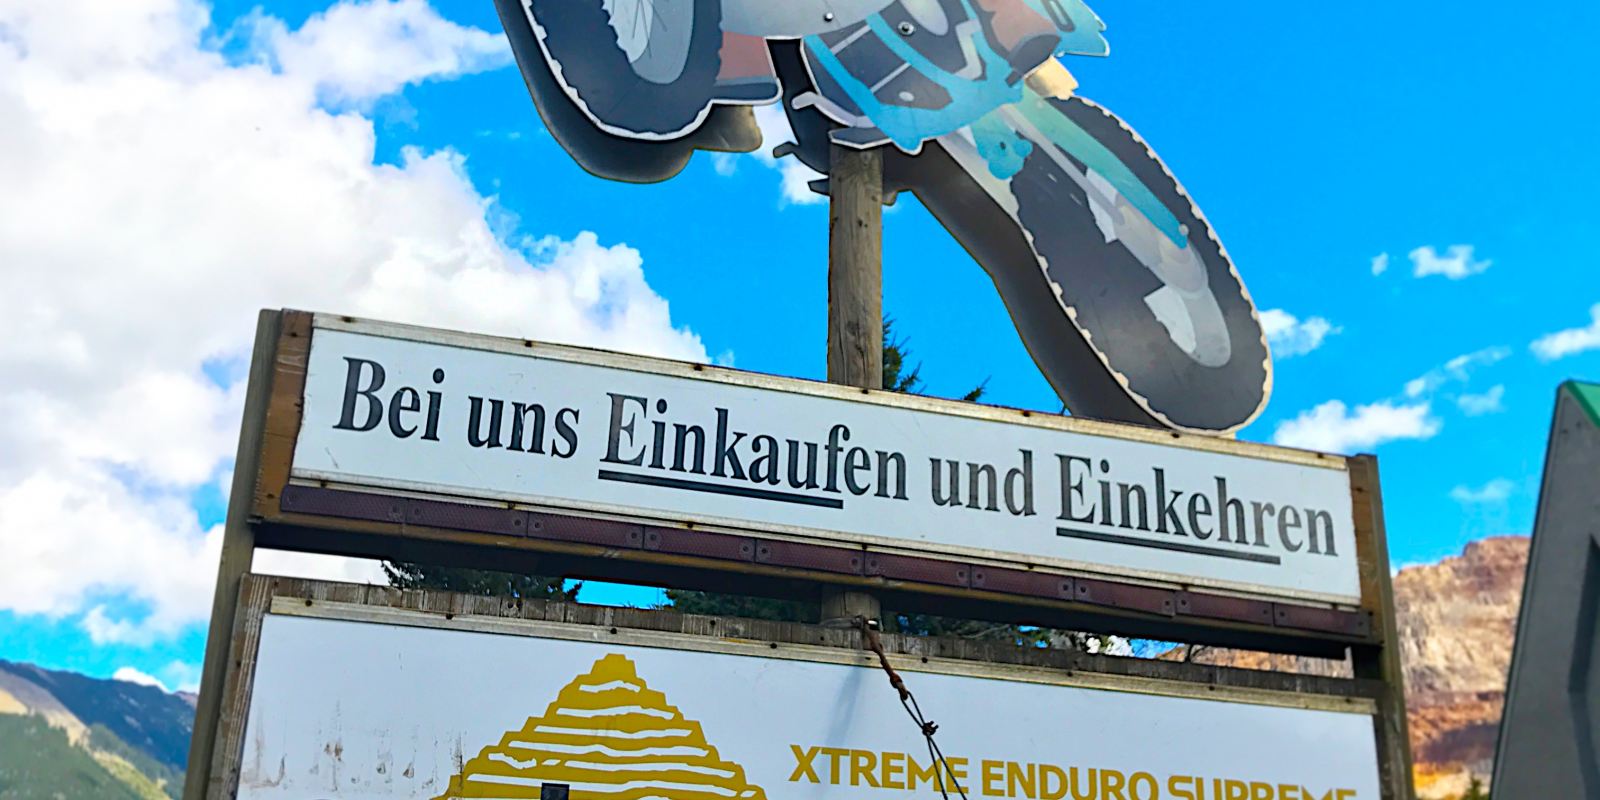 Bei uns Einkaufen und Einkehren
XTREME ENDURO SUPREME